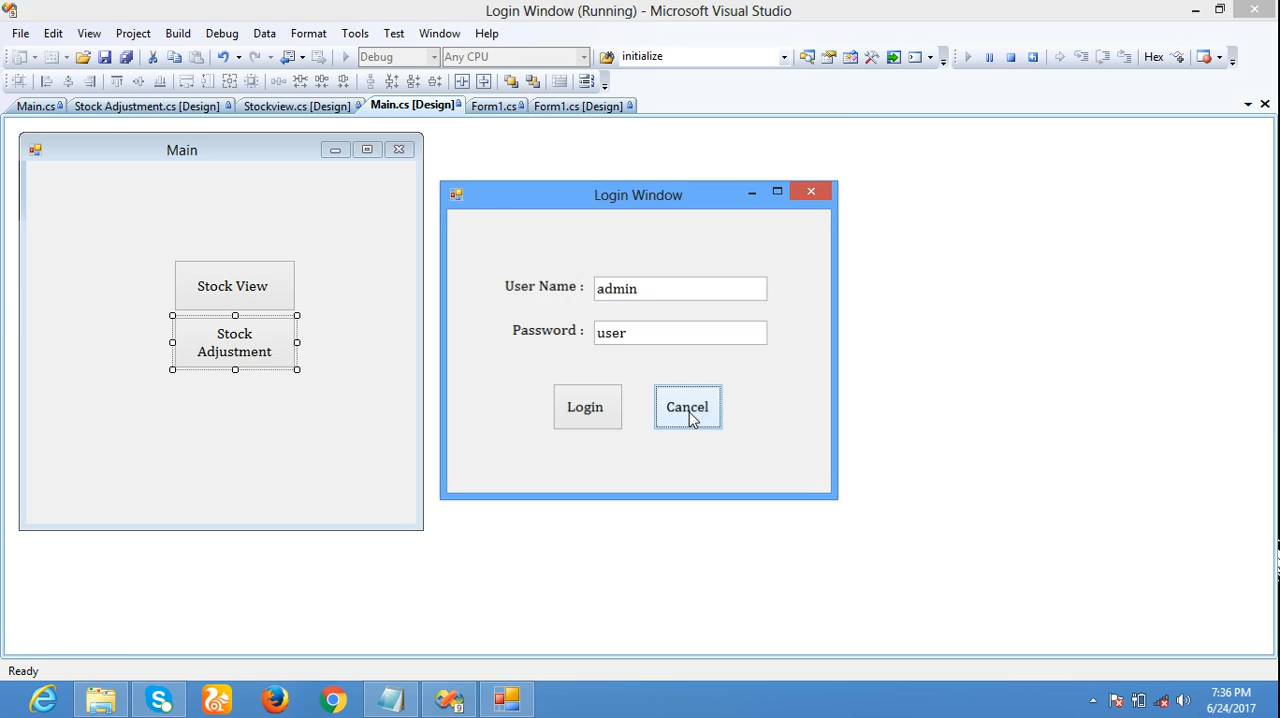 Login Window (Running) - Microsoft Visual Studio
File Edit View Project Build Debug Data Format Tools Test Window Help
Debug Any CPU initialize Hex
Main.cs Stock Adjustment.cs [Design] Stockview.cs [Design] Main.cs [Design] Form1.cs Form1.cs [Design]
Main
Stock View
Stock
Adjustment
Login Window
User Name : admin
Password : user
Login Cancel
Ready
7:36 PM
6/24/2017